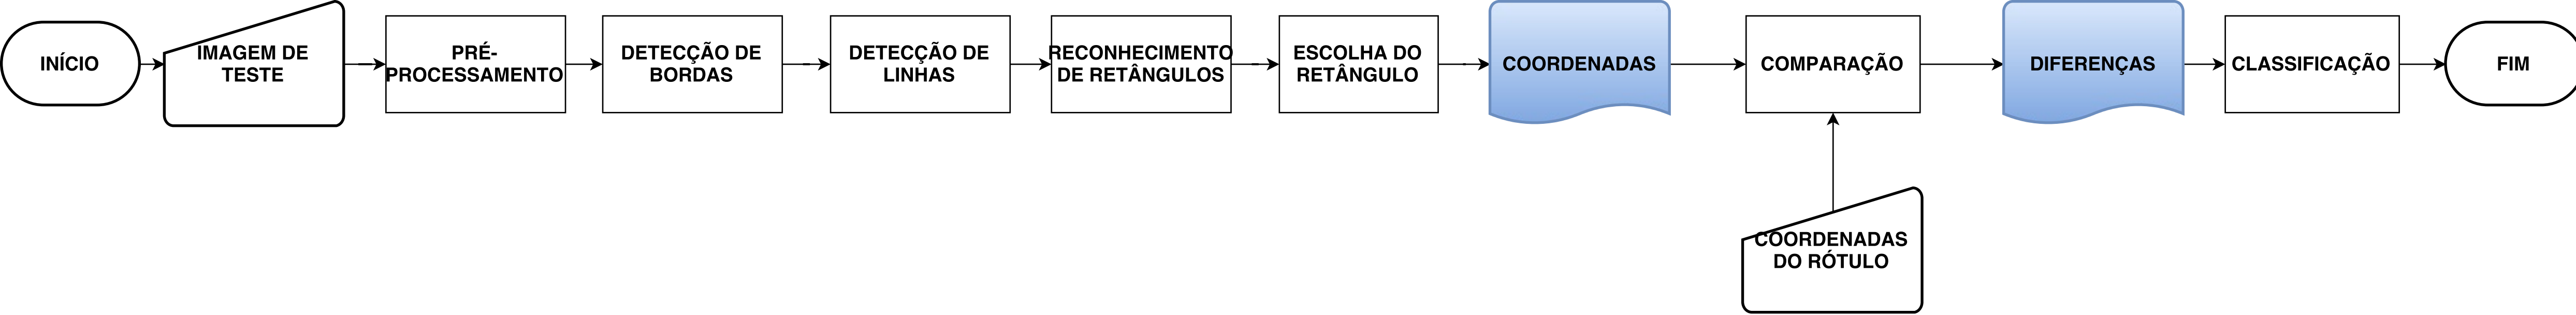 INÍCIO
IMAGEM DE
TESTE
PRÉ-
PROCESSAMENTO
DETECÇÃO DE
BORDAS
DETECÇÃO DE
LINHAS
RECONHECIMENTO
DE RETÂNGULOS
ESCOLHA DO
RETÂNGULO
COORDENADAS
COMPARAÇÃO
DIFERENÇAS
CLASSIFICAÇÃO
FIM
COORDENADAS
DO RÓTULO